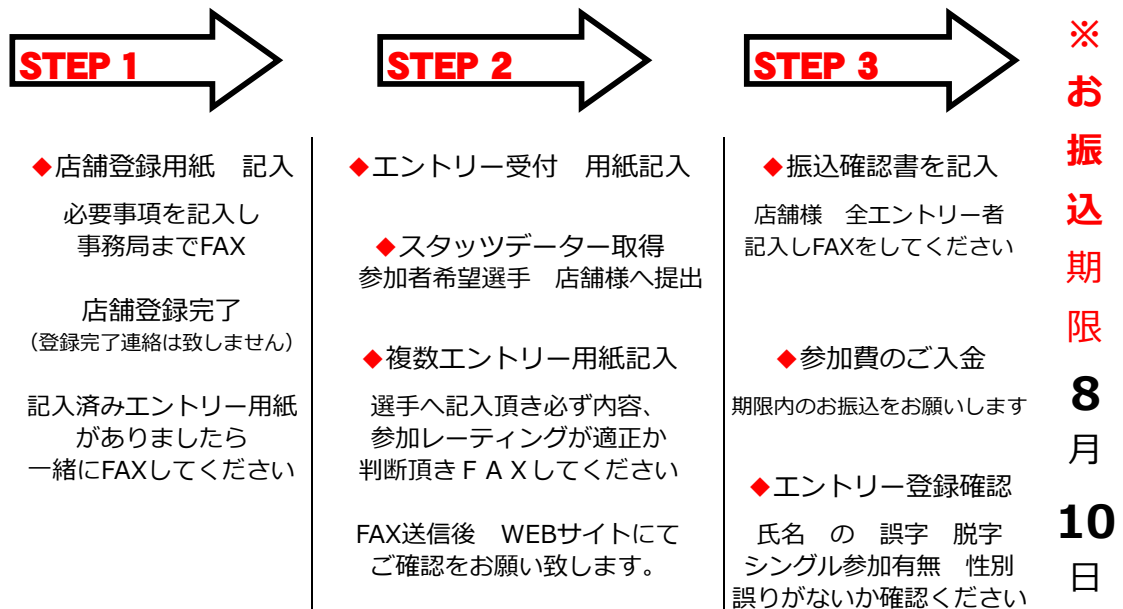 STEP 1
◆店舗登録用紙　記入
必要事項を記入し
事務局までFAX
店舗登録完了
（登録完了連絡は致しません）
記入済みエントリー用紙
がありましたら
一緒にFAXしてください
STEP 2
◆エントリー受付　用紙記入
◆スタッツデーター取得
参加者希望選手　店舗様へ提出
◆複数エントリー用紙記入
選手へ記入頂き必ず内容、
参加レーティングが適正か
判断頂きＦＡＸしてください
FAX送信後　WEBサイトにて
ご確認をお願い致します。
STEP 3
◆振込確認書を記入
店舗様　全エントリー者
記入しFAXをしてください
◆参加費のご入金
期限内のお振込をお願いします
◆エントリー登録確認
氏名　の　誤字　脱字
シングル参加有無　性別
誤りがないか確認ください
※お振込期限8月10日